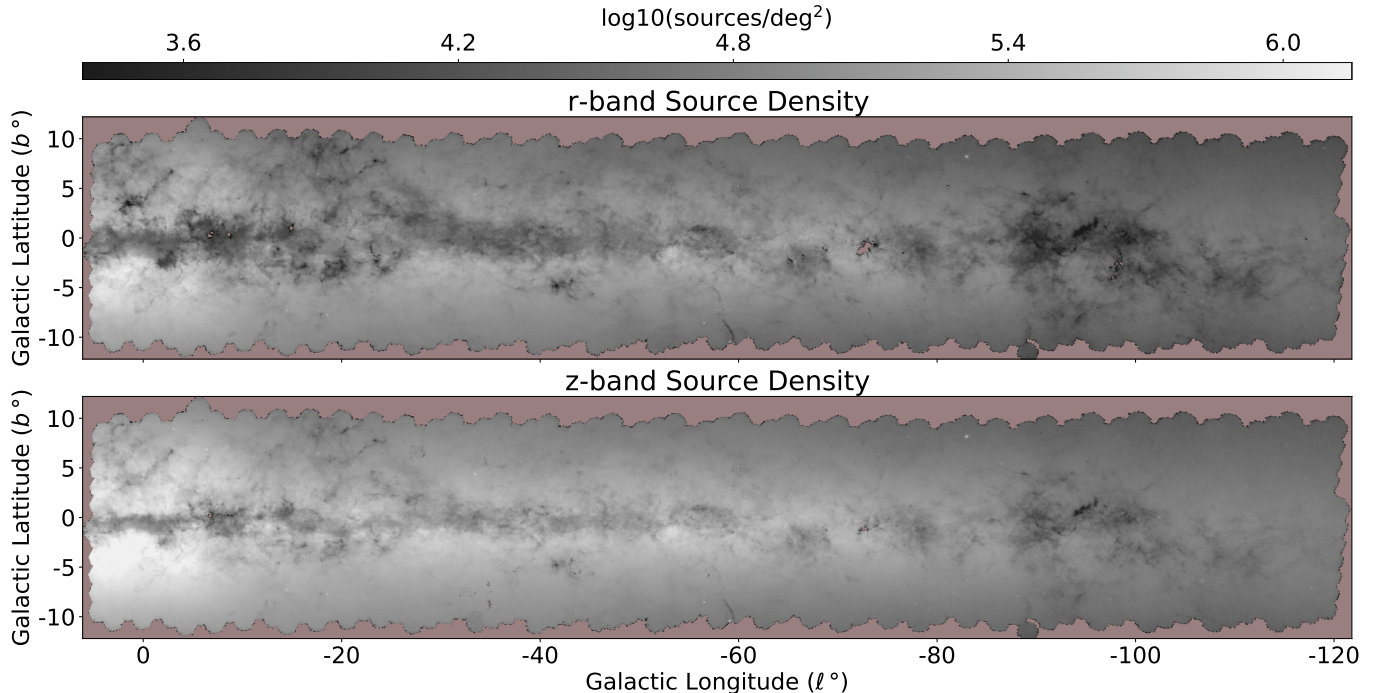 log10(sources/deg²)
3.6 4.2 4.8 5.4 6.0
r-band Source Density
Galactic Lattitude (b°)
10
5
0
-5
-10
z-band Source Density
Galactic Lattitude (b°)
10
5
0
-5
-10
0 -20 -40 -60 -80 -100 -120
Galactic Longitude (ℓ°)